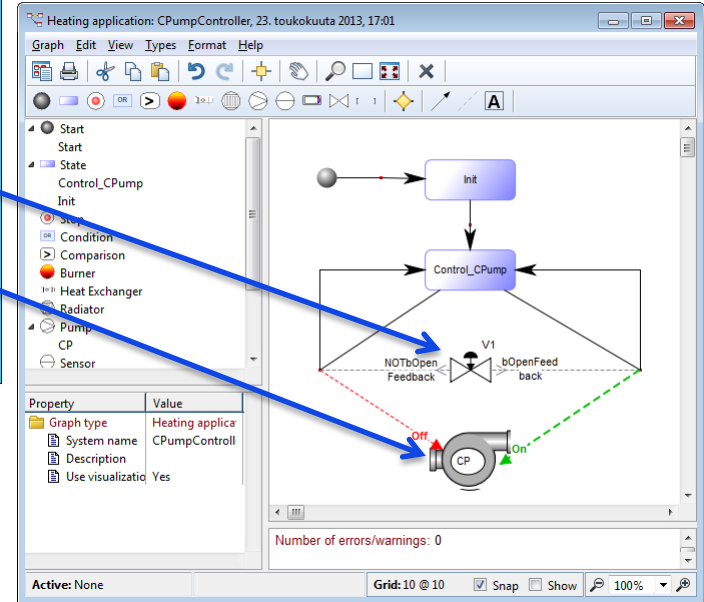 Heating application: CPumpController, 23. toukokuuta 2013, 17:01
Graph Edit View Types Format Help
OR
A
Start
Start
State
Control_CPump
Init
Stop
OR Condition
Comparison
Burner
Heat Exchanger
Radiator
Pump
CP
Sensor
Property Value
Graph type Heating applica
System name CPumpControll
Description
Use visualizatio Yes
Init
Control_CPump
V1
NOTbOpen
Feedback
bOpenFeed
back
Off
On
CP
Number of errors/warnings: 0
Active: None
Grid: 10 @ 10
Snap
Show
100%